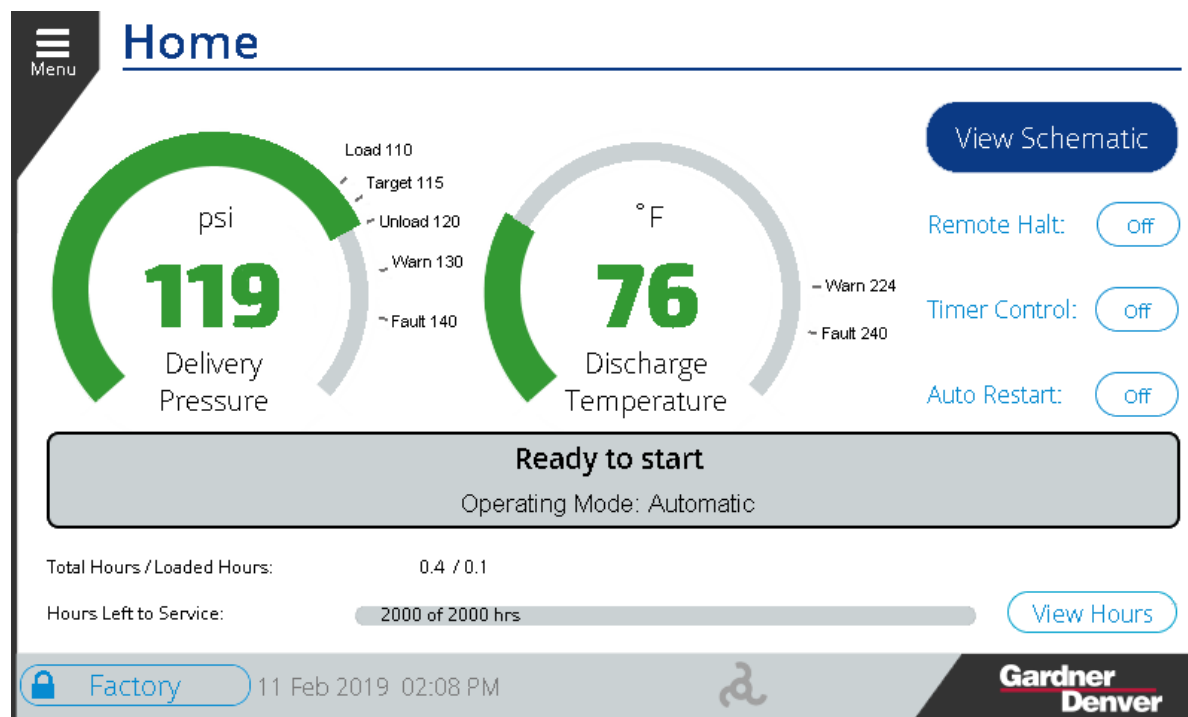 Menu
Home
View Schematic
psi
119
Delivery
Pressure
Load 110
Target 115
Unload 120
Warn 130
Fault 140
°F
76
Discharge
Temperature
Warn 224
Fault 240
Remote Halt: Off
Timer Control: Off
Auto Restart: Off
Ready to start
Operating Mode: Automatic
Total Hours / Loaded Hours: 0.4 / 0.1
Hours Left to Service: 2000 of 2000 hrs
View Hours
Factory 11 Feb 2019 02:08 PM
Gardner
Denver